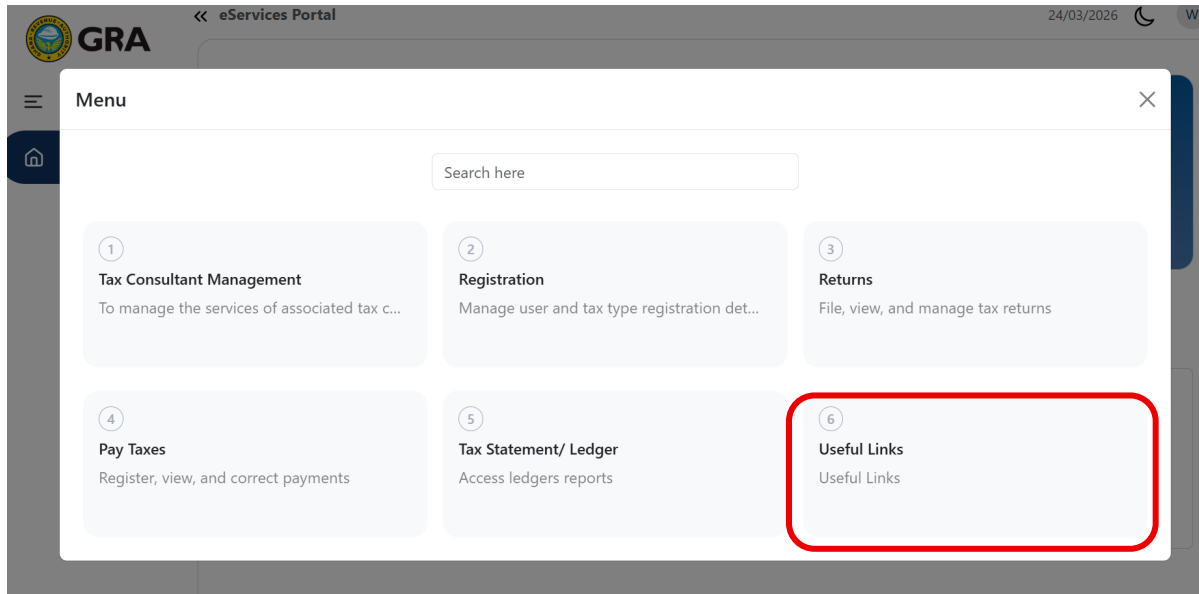 eServices Portal
24/03/2026
W
GRA
Menu
Search here
1
Tax Consultant Management
To manage the services of associated tax c...
2
Registration
Manage user and tax type registration det...
3
Returns
File, view, and manage tax returns
4
Pay Taxes
Register, view, and correct payments
5
Tax Statement/ Ledger
Access ledgers reports
6
Useful Links
Useful Links